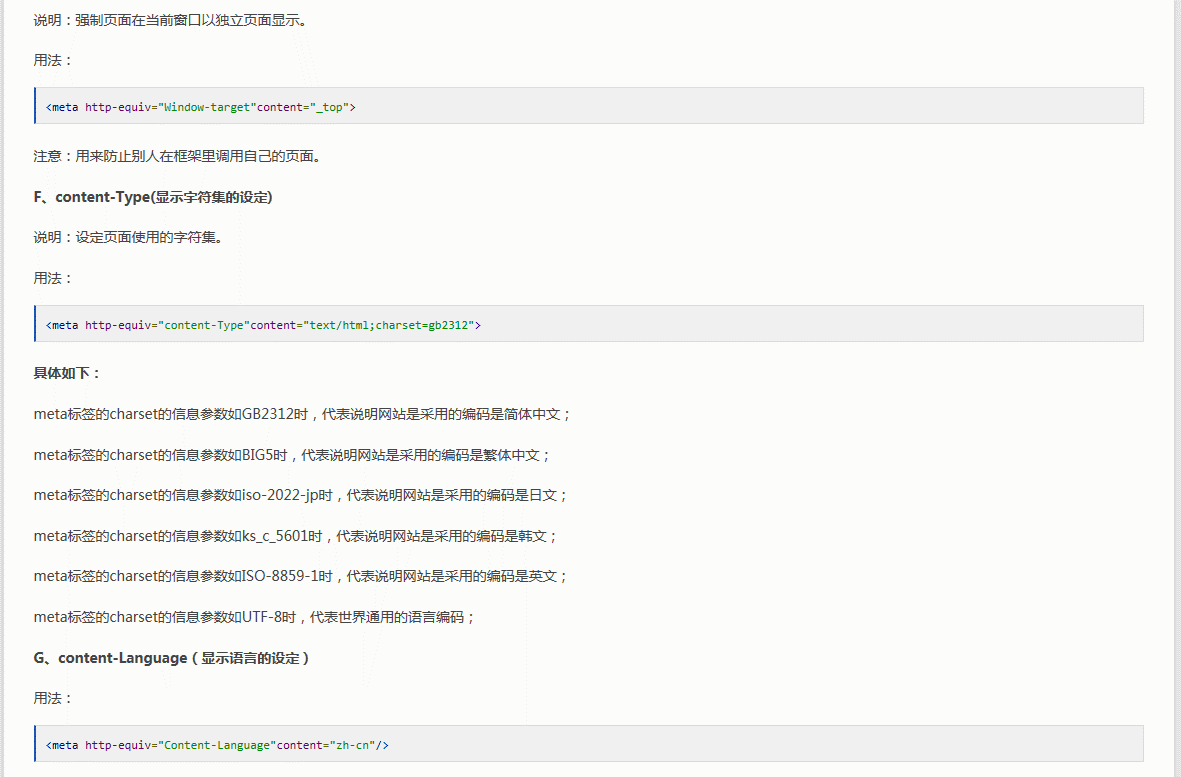 说明：强制页面在当前窗口以独立页面显示。
用法：
<meta http-equiv="Window-target"content="_top">
注意：用来防止别人在框架里调用自己的页面。
F、content-Type(显示字符集的设定)
说明：设定页面使用的字符集。
用法：
<meta http-equiv="content-Type"content="text/html;charset=gb2312">
具体如下：
meta标签的charset的信息参数如GB2312时，代表说明网站是采用的编码是简体中文；
meta标签的charset的信息参数如BIG5时，代表说明网站是采用的编码是繁体中文；
meta标签的charset的信息参数如iso-2022-jp时，代表说明网站是采用的编码是日文；
meta标签的charset的信息参数如ks_c_5601时，代表说明网站是采用的编码是韩文；
meta标签的charset的信息参数如ISO-8859-1时，代表说明网站是采用的编码是英文；
meta标签的charset的信息参数如UTF-8时，代表世界通用的语言编码；
G、content-Language（显示语言的设定）
用法：
<meta http-equiv="Content-Language"content="zh-cn"/>